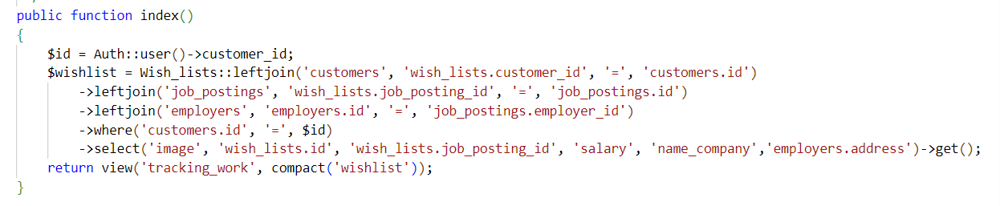 public function index()
{
$id = Auth::user()->customer_id;
$wishlist = Wish_lists::leftjoin('customers', 'wish_lists.customer_id', '=', 'customers.id')
->leftjoin('job_postings', 'wish_lists.job_posting_id', '=', 'job_postings.id')
->leftjoin('employers', 'employers.id', '=', 'job_postings.employer_id')
->where('customers.id', '=', $id)
->select('image', 'wish_lists.id', 'wish_lists.job_posting_id', 'salary', 'name_company','employers.address')->get();
return view('tracking_work', compact('wishlist'));
}